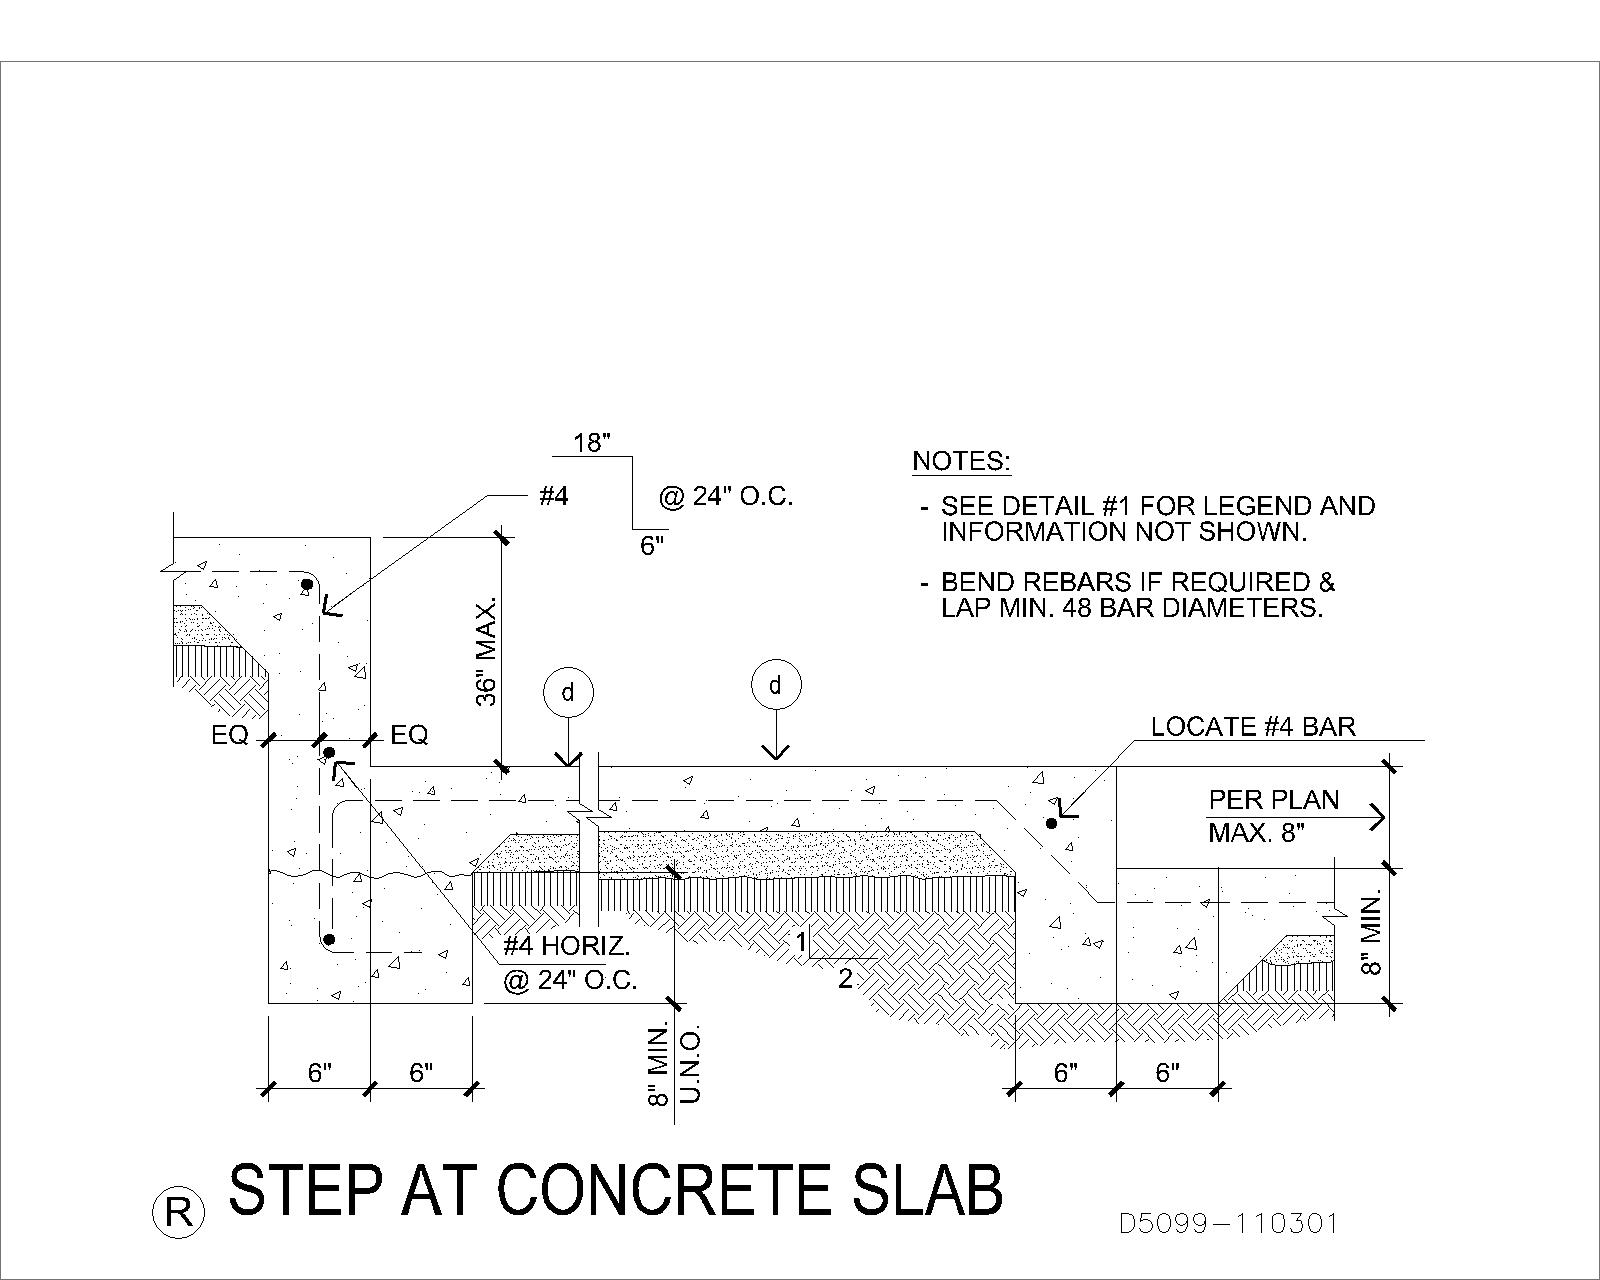 18"
#4
@ 24" O.C.
6"
NOTES:
- SEE DETAIL #1 FOR LEGEND AND
INFORMATION NOT SHOWN.
- BEND REBARS IF REQUIRED &
LAP MIN. 48 BAR DIAMETERS.
36" MAX.
d
d
EQ
EQ
LOCATE #4 BAR
PER PLAN
MAX. 8"
8" MIN.
#4 HORIZ.
@ 24" O.C.
1
2
8" MIN.
U.N.O.
6"
6"
6"
6"
R
STEP AT CONCRETE SLAB
D5099-110301